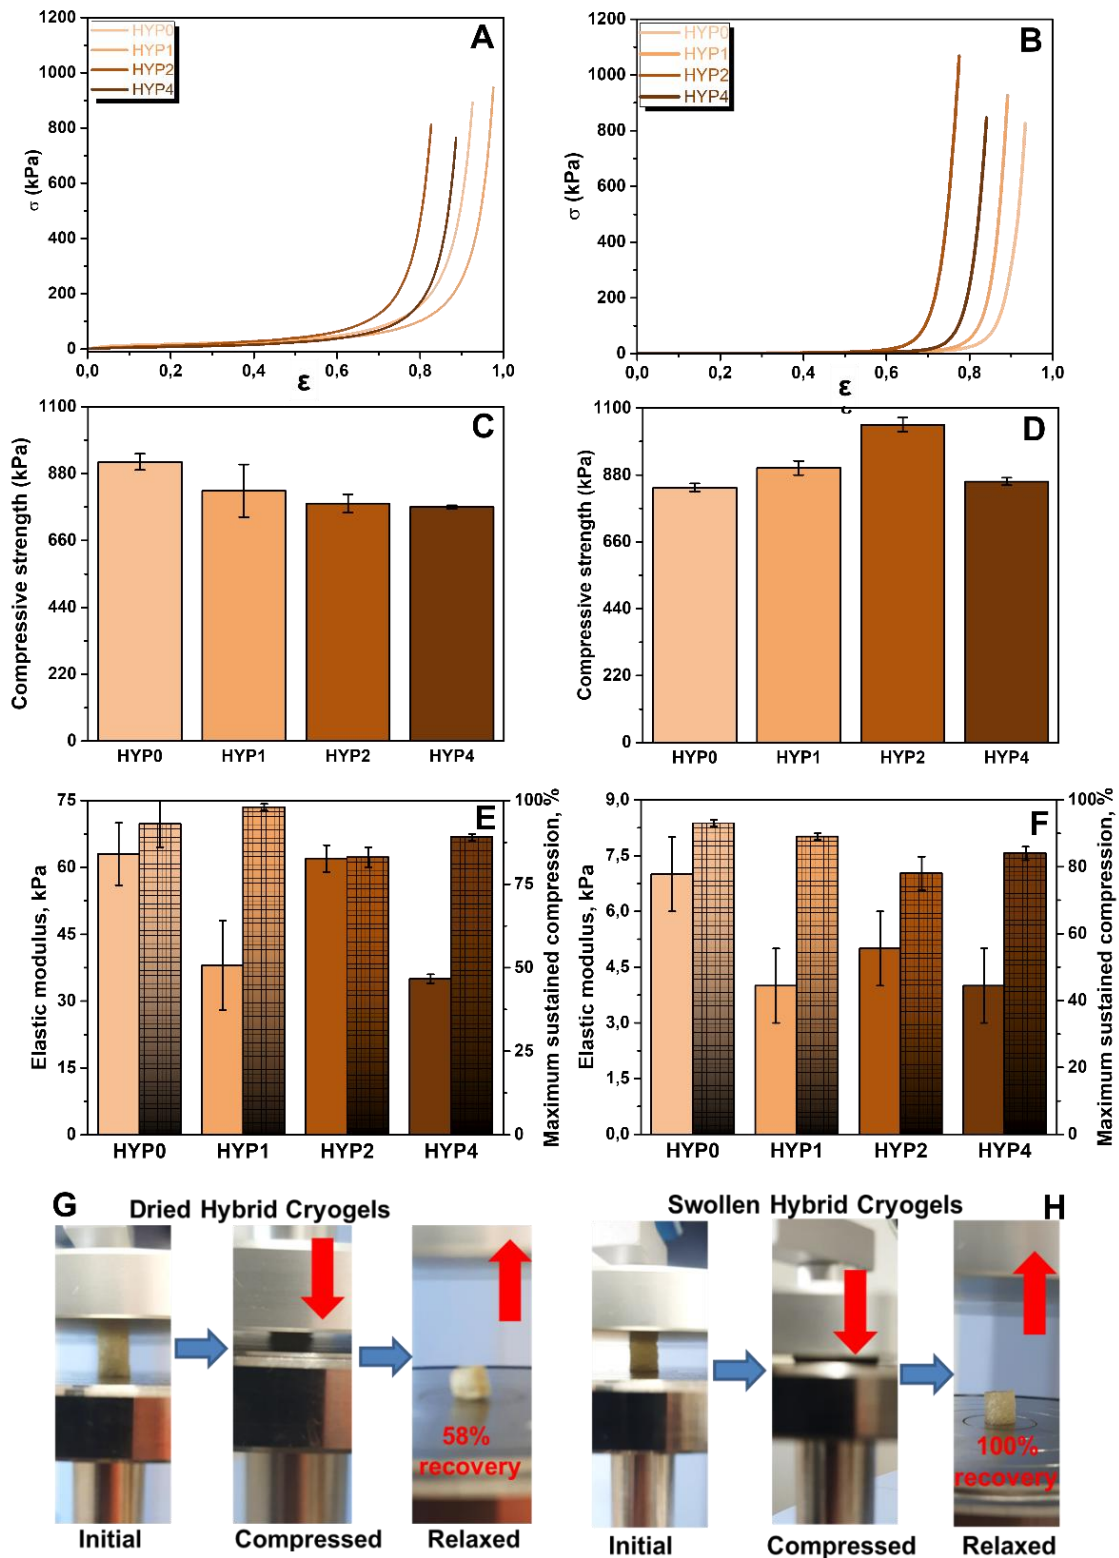 A
HYP0
HYP1
HYP2
HYP4
1200
1000
800
600
400
200
0
σ (kPa)
0,0 0,2 0,4 0,6 0,8 1,0
ε
B
HYP0
HYP1
HYP2
HYP4
1200
1000
800
600
400
200
0
σ (kPa)
0,0 0,2 0,4 0,6 0,8 1,0
ε
C
1100
880
660
440
220
0
Compressive strength (kPa)
HYP0 HYP1 HYP2 HYP4
D
1100
880
660
440
220
0
Compressive strength (kPa)
HYP0 HYP1 HYP2 HYP4
E
75
60
45
30
15
0
Elastic modulus, kPa
100
75
50
25
0
Maximum sustained compression, %
HYP0 HYP1 HYP2 HYP4
F
9,0
7,5
6,0
4,5
3,0
1,5
0,0
Elastic modulus, kPa
100
80
60
40
20
0
Maximum sustained compression, %
HYP0 HYP1 HYP2 HYP4
G
Dried Hybrid Cryogels
58%
recovery
Initial Compressed Relaxed
Swollen Hybrid Cryogels
H
100%
recovery
Initial Compressed Relaxed